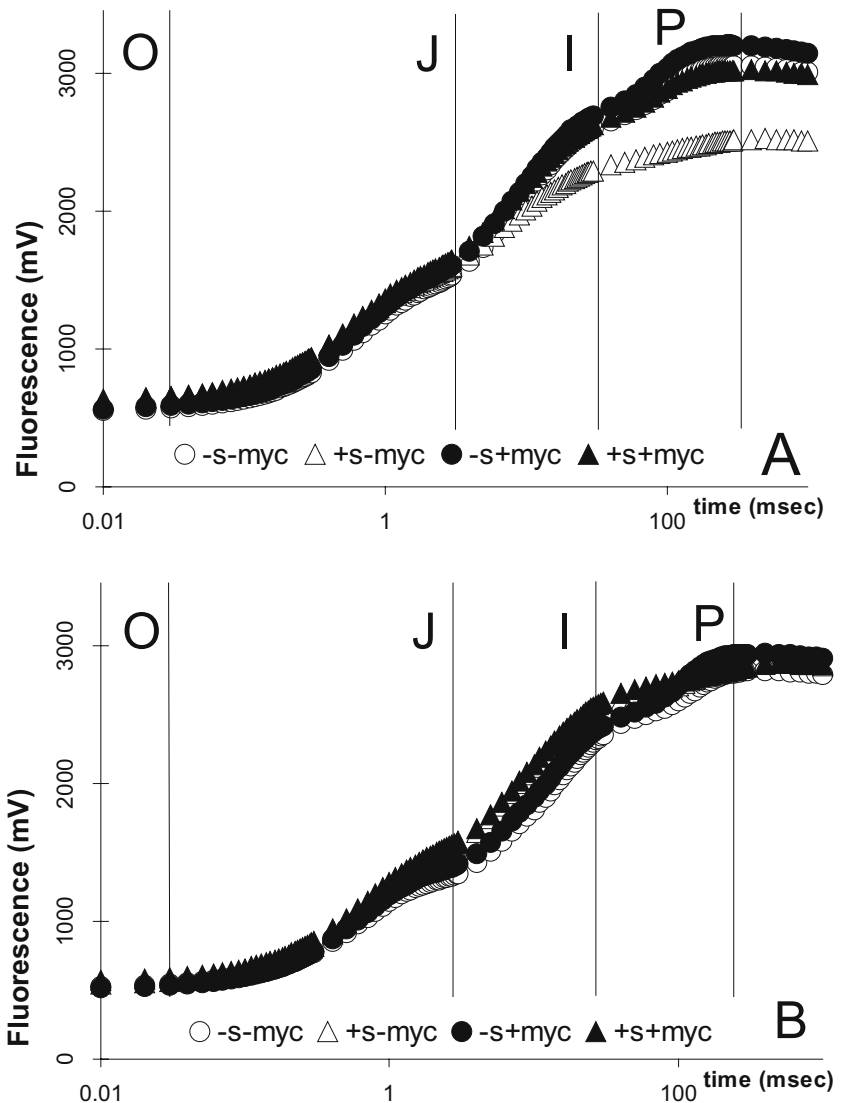 O J I P
3000
2000
1000
0
Fluorescence (mV)
-s-myc +s-myc -s+myc +s+myc
A
0.01 1 100 time (msec)
O J I P
3000
2000
1000
0
Fluorescence (mV)
-s-myc +s-myc -s+myc +s+myc
B
0.01 1 100 time (msec)